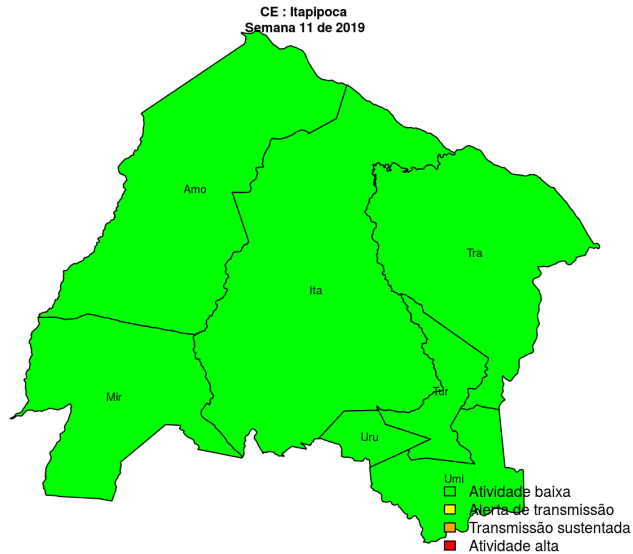 CE : Itapipoca
Semana 11 de 2019
Amo
Tra
Ita
Tur
Mir
Uru
Umi
Atividade baixa
Alerta de transmissão
Transmissão sustentada
Atividade alta